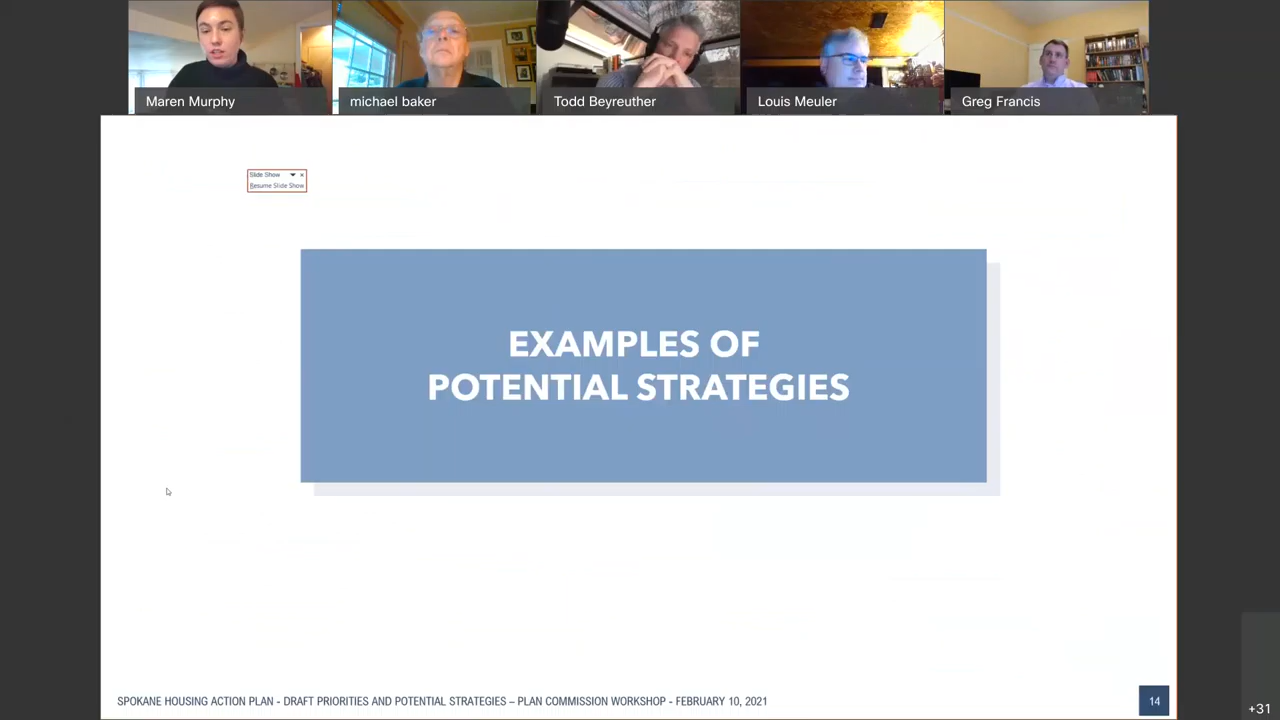 Maren Murphy
michael baker
Todd Beyreuther
Louis Meuler
Greg Francis
Slide Show
Resume Slide Show
EXAMPLES OF
POTENTIAL STRATEGIES
SPOKANE HOUSING ACTION PLAN - DRAFT PRIORITIES AND POTENTIAL STRATEGIES – PLAN COMMISSION WORKSHOP - FEBRUARY 10, 2021
14
+31